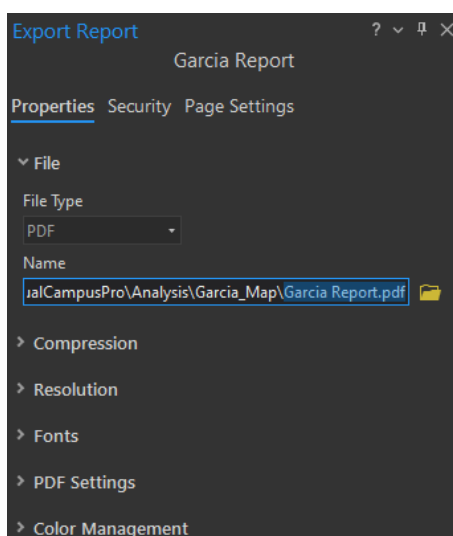 Export Report
Garcia Report
Properties Security Page Settings
File
File Type
PDF
Name
alCampusPro\Analysis\Garcia_Map\Garcia Report.pdf
Compression
Resolution
Fonts
PDF Settings
Color Management